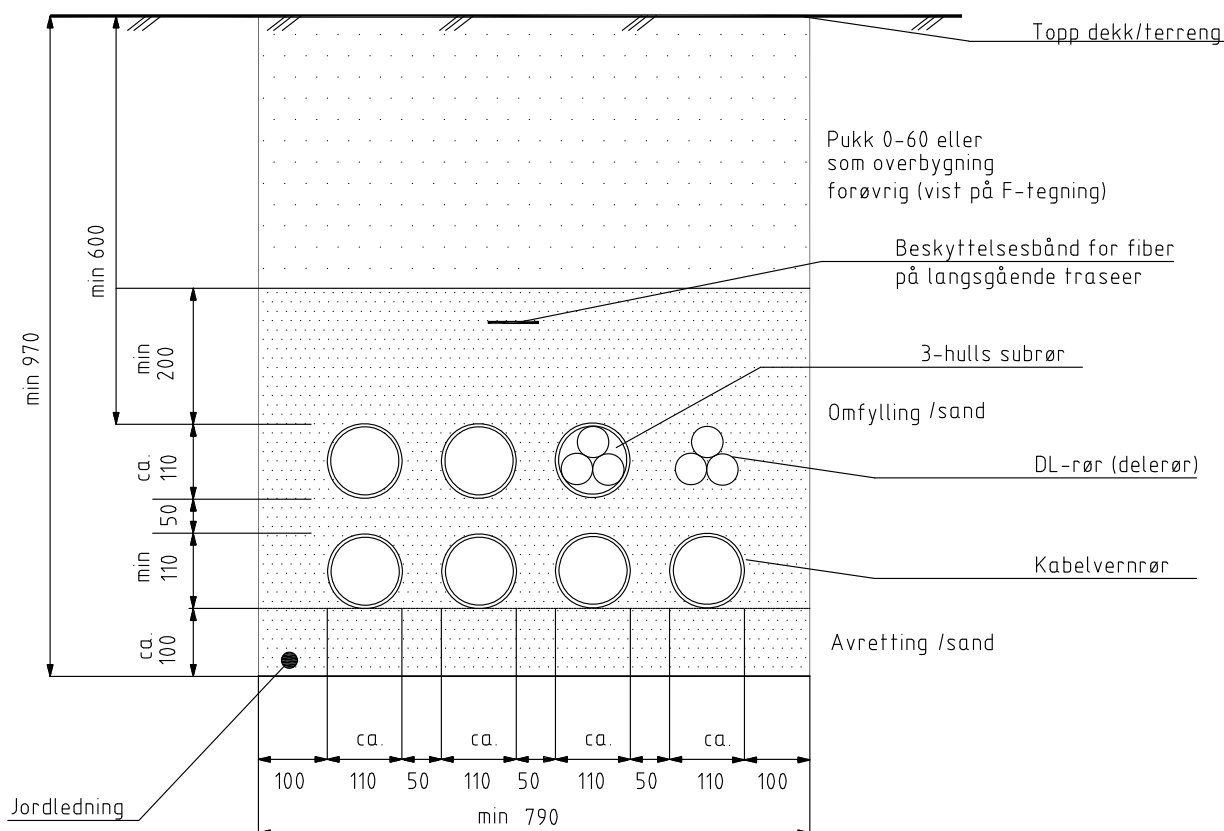 Topp dekk/terreng
Pukk 0-60 eller
som overbygning
forøvrig (vist på F-tegning)
Beskyttelsesbånd for fiber
på langsgående traseer
3-hulls subrør
Omfylling /sand
DL-rør (delerør)
Kabelvernrør
Avretting /sand
min 970
min 600
min
200
ca.
110
50
min
110
ca.
100
ca.
ca.
ca.
ca.
100
110
50
110
50
110
50
110
100
min 790
Jordledning